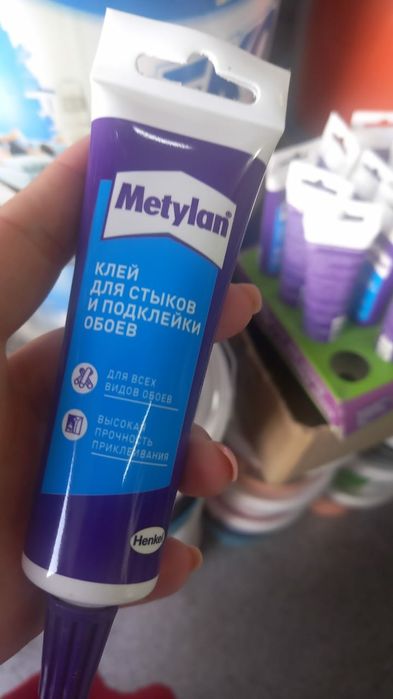 Metylan®
КЛЕЙ
ДЛЯ СТЫКОВ
И ПОДКЛЕЙКИ
ОБОЕВ
ДЛЯ ВСЕХ
ВИДОВ ОБОЕВ
ВЫСОКАЯ
ПРОЧНОСТЬ
ПРИКЛЕИВАНИЯ
Henkel